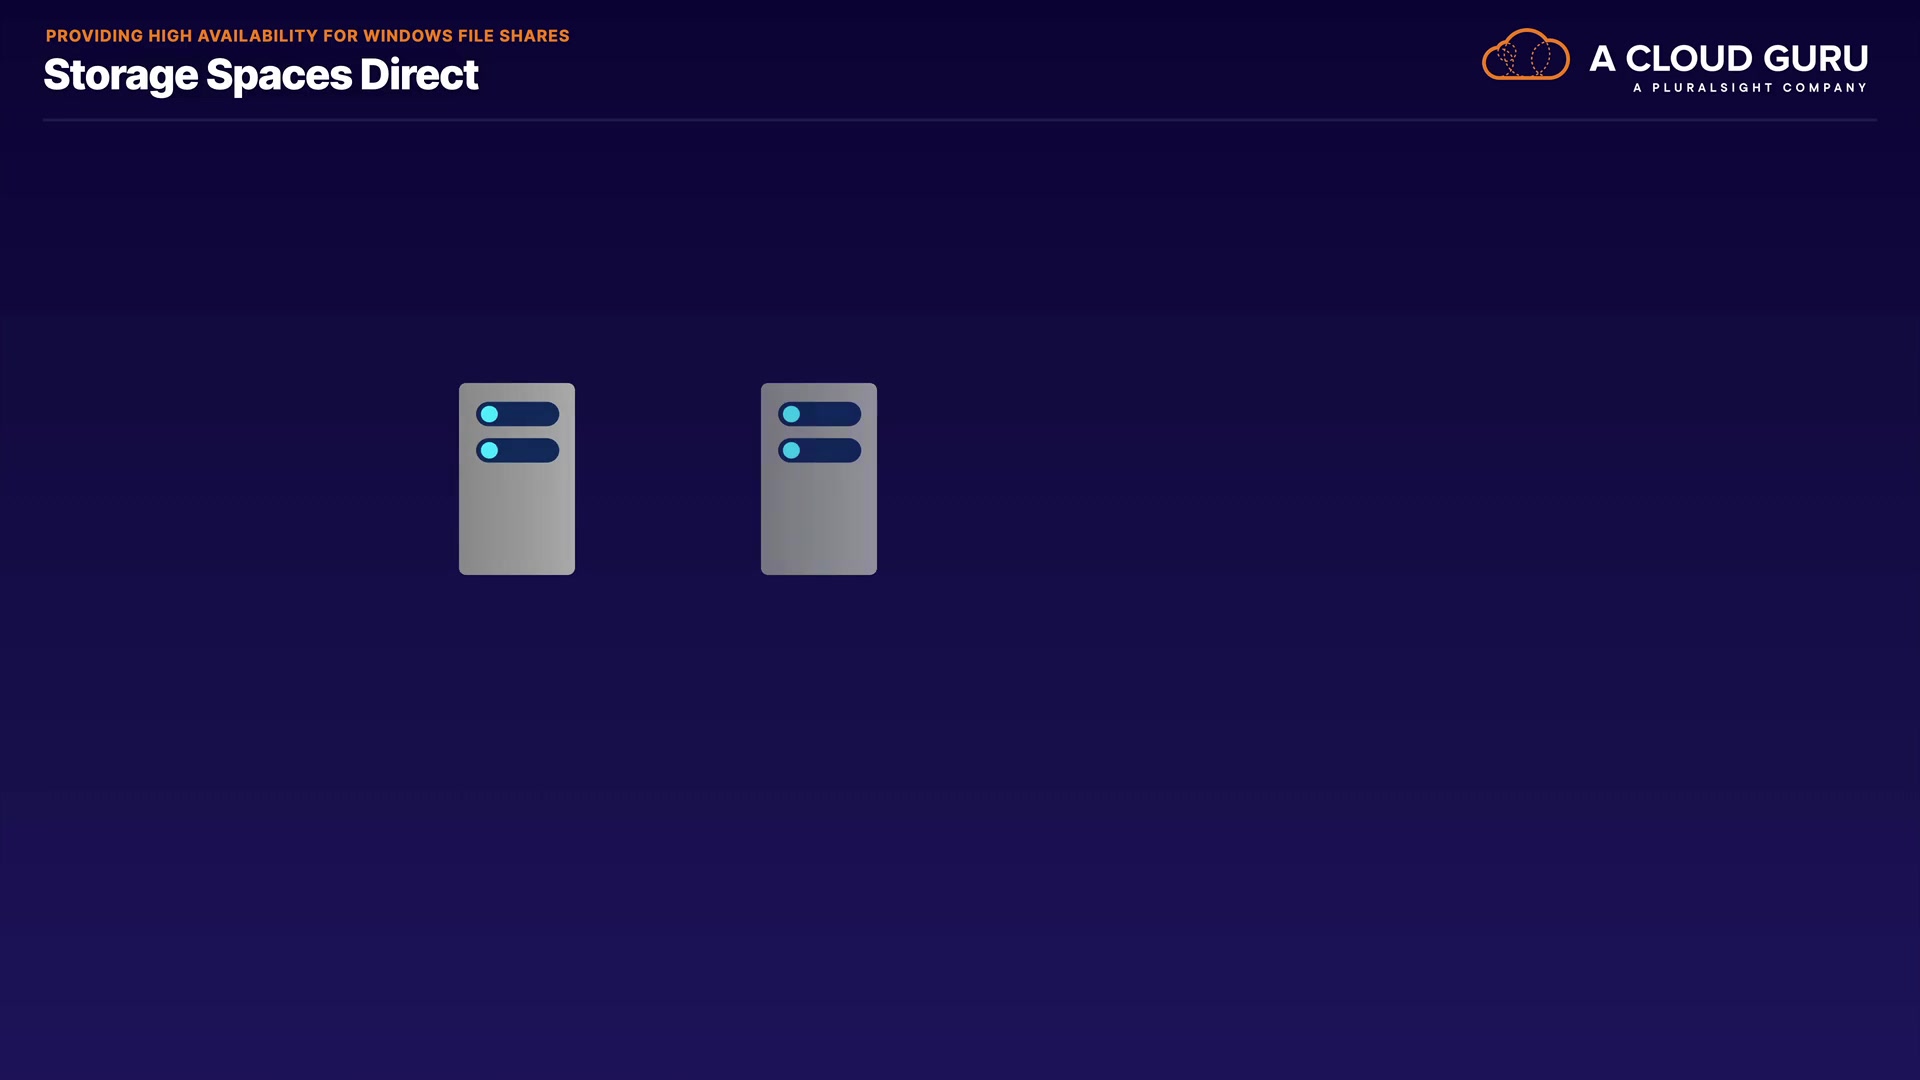 PROVIDING HIGH AVAILABILITY FOR WINDOWS FILE SHARES
Storage Spaces Direct
A CLOUD GURU
A PLURALSIGHT COMPANY